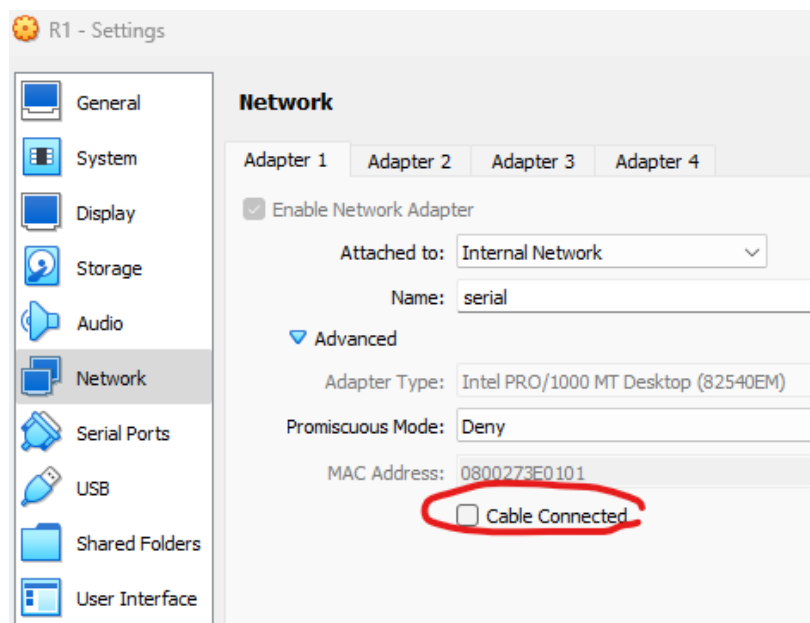 R1 - Settings
General
System
Display
Storage
Audio
Network
Serial Ports
USB
Shared Folders
User Interface
Network
Adapter 1 Adapter 2 Adapter 3 Adapter 4
Enable Network Adapter
Attached to: Internal Network
Name: serial
Advanced
Adapter Type: Intel PRO/1000 MT Desktop (82540EM)
Promiscuous Mode: Deny
MAC Address: 0800273E0101
Cable Connected